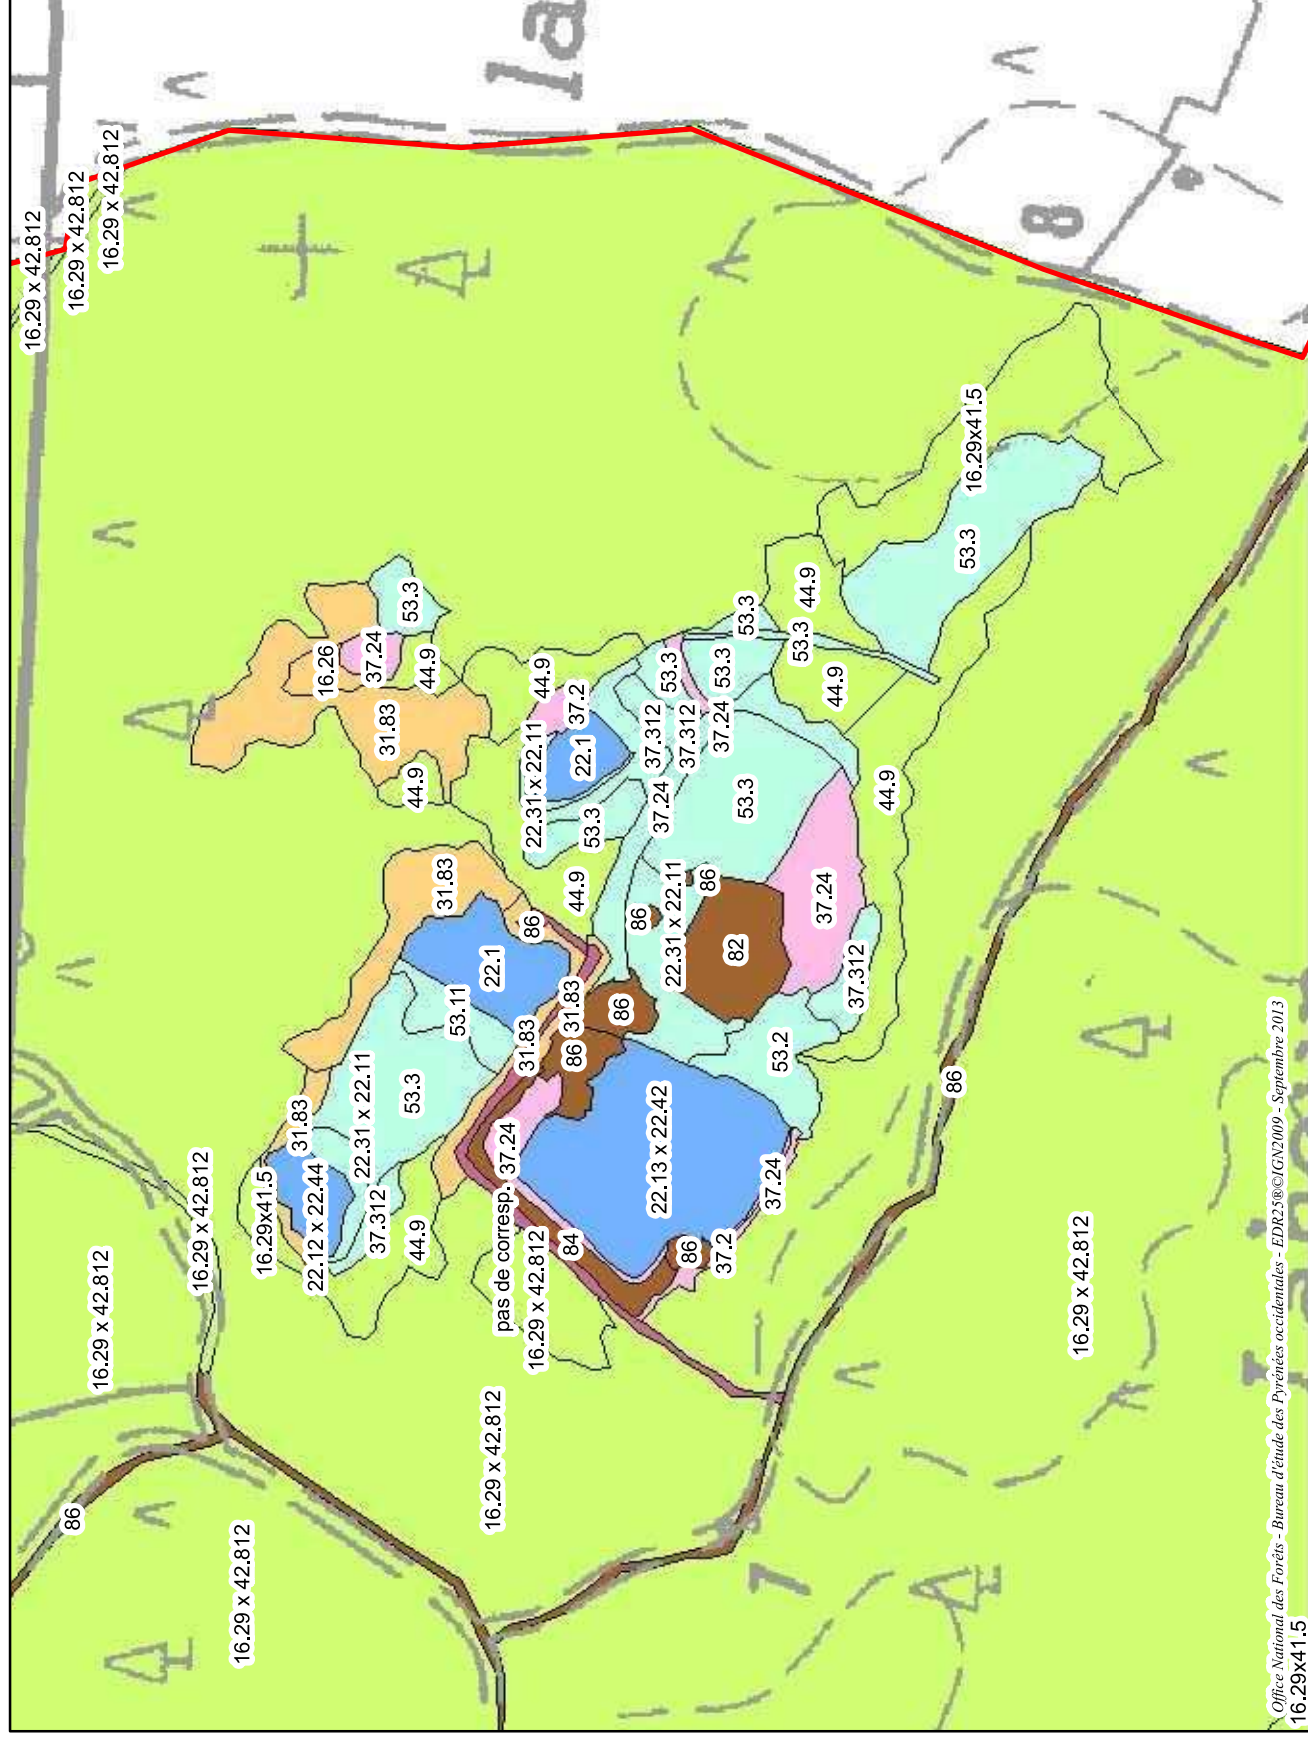 16.29 x 42.812
16.29 x 42.812
16.29 x 42.812
la
8
16.29x41.5
53.3
44.9
53.3
53.3
44.9
53.3
16.26
37.24
44.9
31.83
44.9
44.9
37.2
22.1
22.31 x 22.11
53.3
53.3
53.3
37.312
37.312
37.24
37.24
53.3
44.9
31.83
86
44.9
22.1
86
22.31 x 22.11
86
82
37.24
37.312
53.11
31.83
31.83
86
86
53.2
22.31 x 22.11
53.3
31.83
16.29x41.5
22.12 x 22.44
37.312
44.9
37.24
pas de corresp.
16.29 x 42.812
84
22.13 x 22.42
37.24
86
37.2
86
16.29 x 42.812
16.29 x 42.812
16.29 x 42.812
16.29 x 42.812
86
16.29 x 42.812
7
Office National des Forêts - Bureau d'étude des Pyrénées occidentales - EDR25®©IGN2009 - Septembre 2013
16.29x41.5